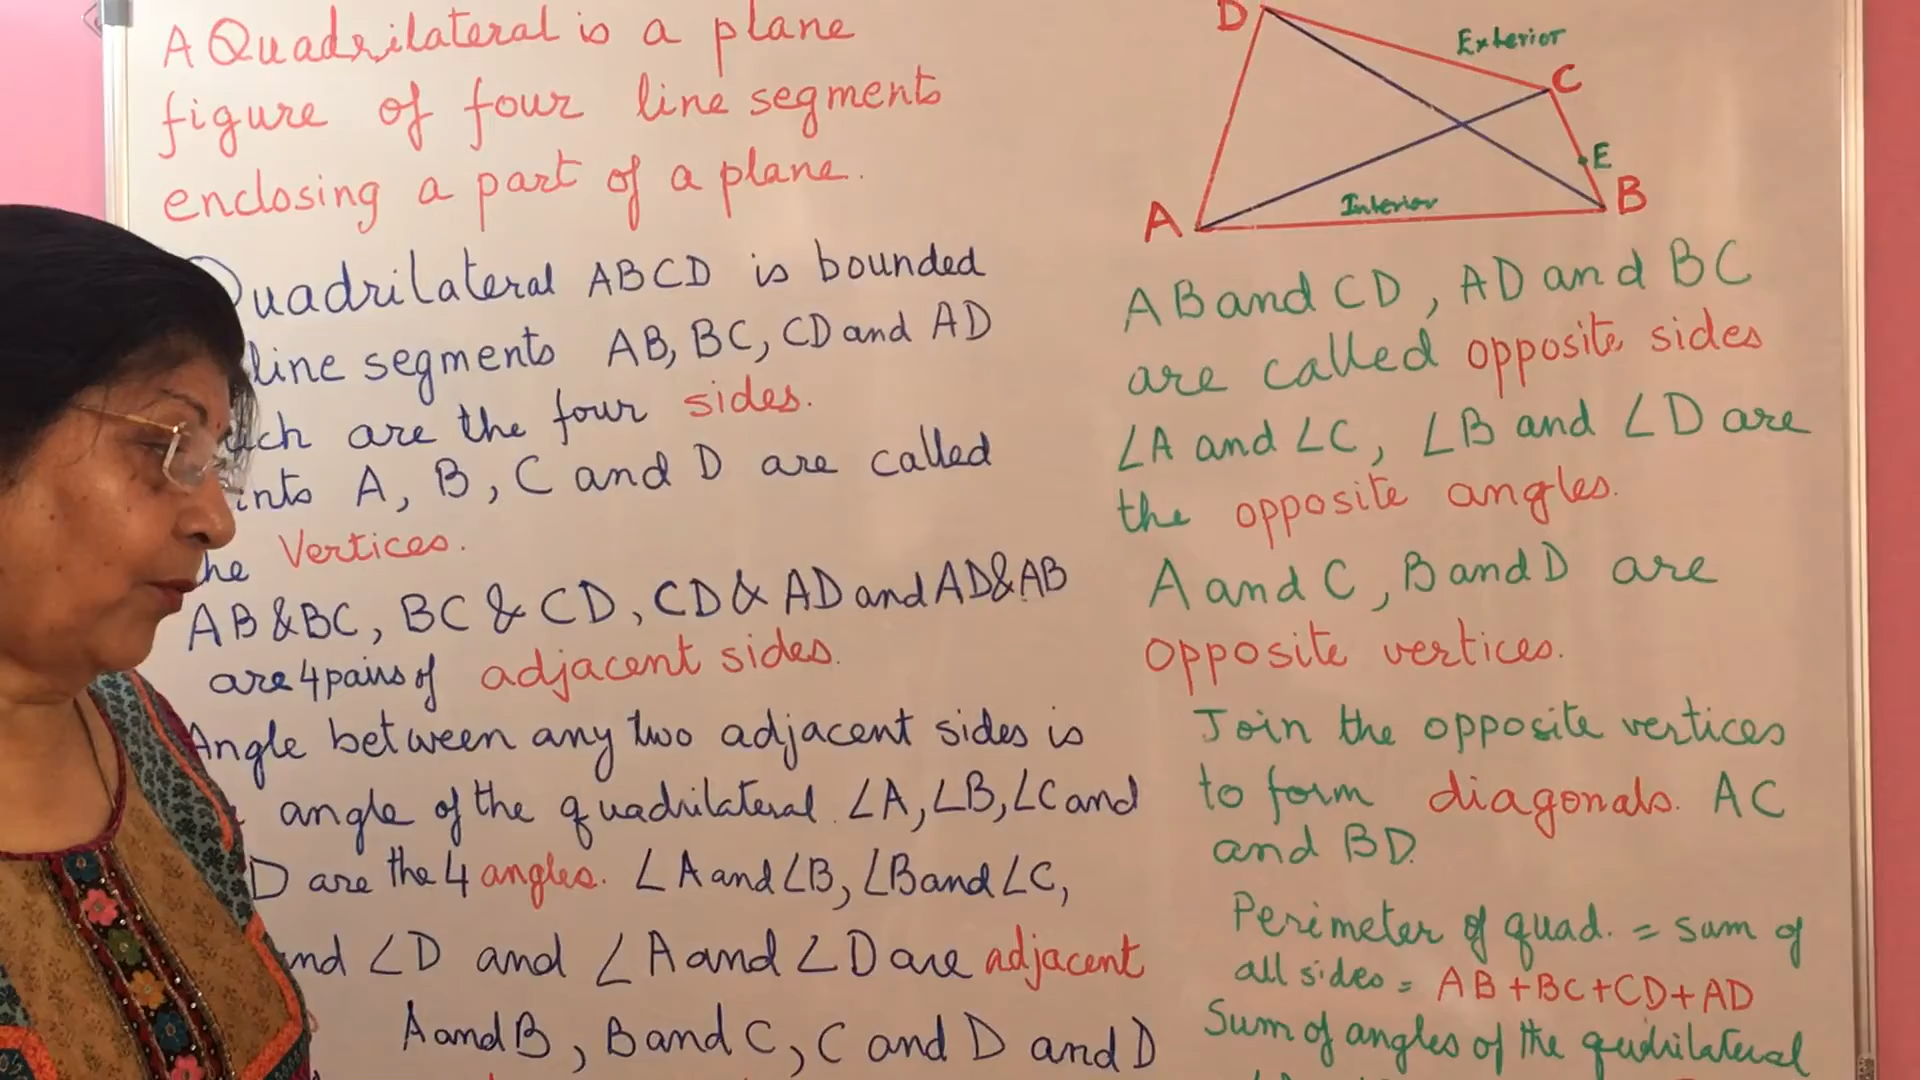 A Quadrilateral is a plane
figure of four line segments
enclosing a part of a plane.
Quadrilateral ABCD is bounded
line segments AB, BC, CD and AD
are the four sides.
A, B, C and D are called
Vertices.
AB & BC, BC & CD, CD & AD and AD & AB
are 4 pairs of adjacent sides.
Angle between any two adjacent sides is
angle of the quadrilateral. ∠A, ∠B, ∠C and
D are the 4 angles. ∠A and ∠B, ∠B and ∠C,
∠D and ∠A and ∠D are adjacent
A and B, B and C, C and D and D
D
Exterior
C
E
B
Interior
A
AB and CD, AD and BC
are called opposite sides
∠A and ∠C, ∠B and ∠D are
the opposite angles.
A and C, B and D are
opposite vertices.
Join the opposite vertices
to form diagonals. AC
and BD.
Perimeter of quad. = sum of
all sides = AB+BC+CD+AD
Sum of angles of the quadrilateral